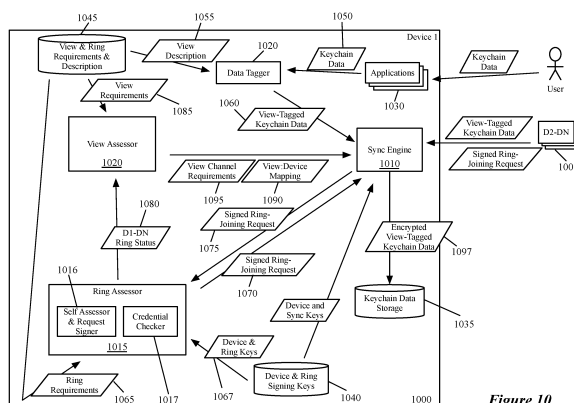 1045
1055
Device 1
View & Ring
Requirements &
Description
View
Description
1020
Data Tagger
1050
Keychain
Data
Applications
1030
Keychain
Data
User
View
Requirements
1085
1060
View-Tagged
Keychain Data
View Assessor
1020
Sync Engine
1010
View-Tagged
Keychain Data
D2-DN
Signed Ring-
Joining Request
100
View Channel
Requirements
View:Device
Mapping
1095
1090
1080
D1-DN
Ring Status
Signed Ring-
Joining Request
1075
Signed Ring-
Joining Request
1070
Encrypted
View-Tagged
Keychain Data
1097
1016
Ring Assessor
Self Assessor
& Request
Signer
Credential
Checker
1015
Device and
Sync Keys
Keychain Data
Storage
1035
Device &
Ring Keys
Ring
Requirements
1065
1017
1067
Device & Ring
Signing Keys
1040
1000
Figure 10